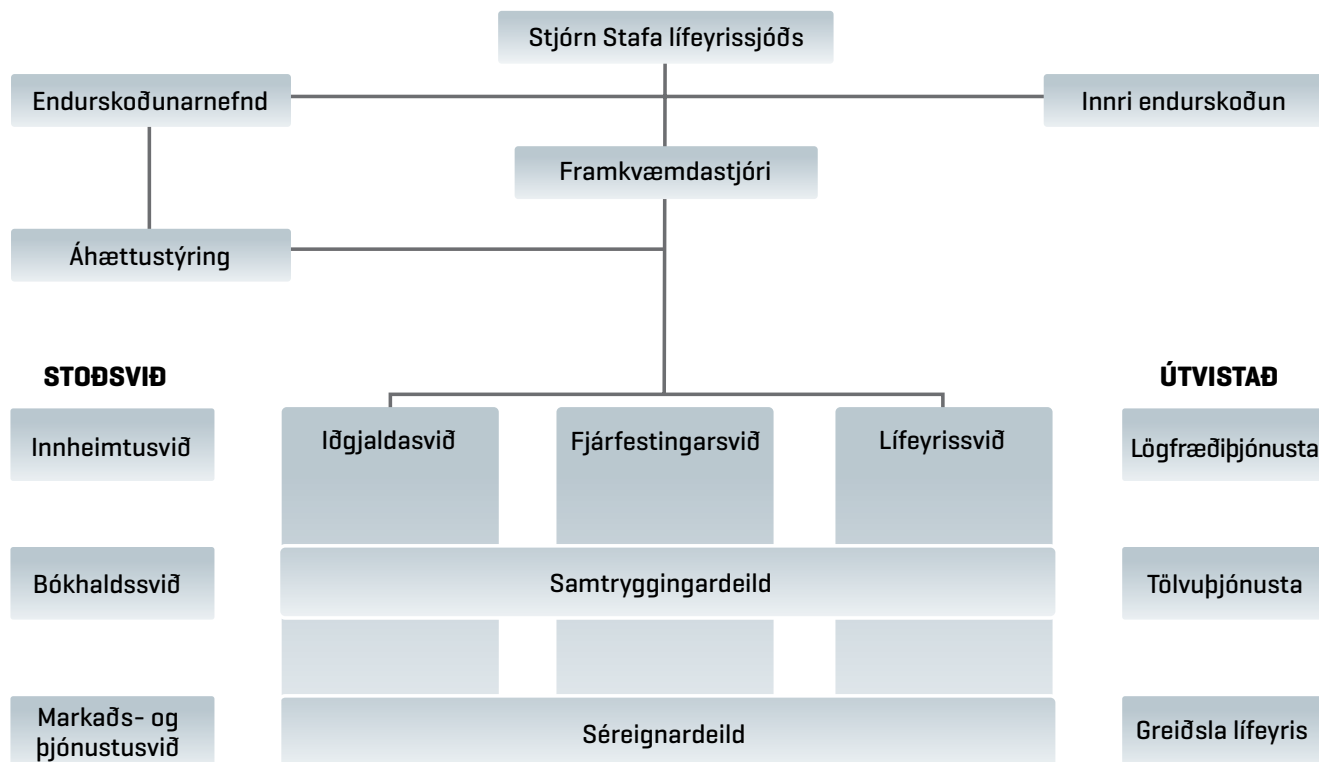 Stjórn Stafa lífeyrissjóðs
Endurskoðunarnefnd
Innri endurskoðun
Framkvæmdastjóri
Áhættustýring
STOÐSVIÐ
ÚTVISTAÐ
Innheimtusvið
Iðgjaldasvið
Fjárfestingarsvið
Lífeyrissvið
Lögfræðiþjónusta
Bókhaldssvið
Samtryggingardeild
Tölvuþjónusta
Markaðs- og
þjónustusvið
Séreignardeild
Greiðsla lífeyris